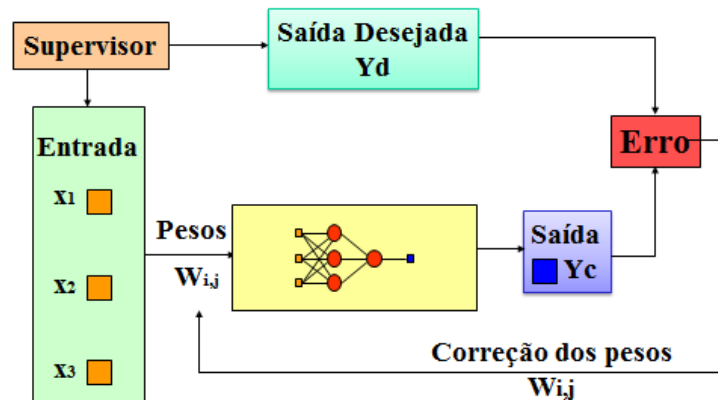 Supervisor
Saída Desejada
Yd
Entrada
x1
x2
x3
Pesos
Wi,j
Saída
Yc
Erro
Correção dos pesos
Wi,j